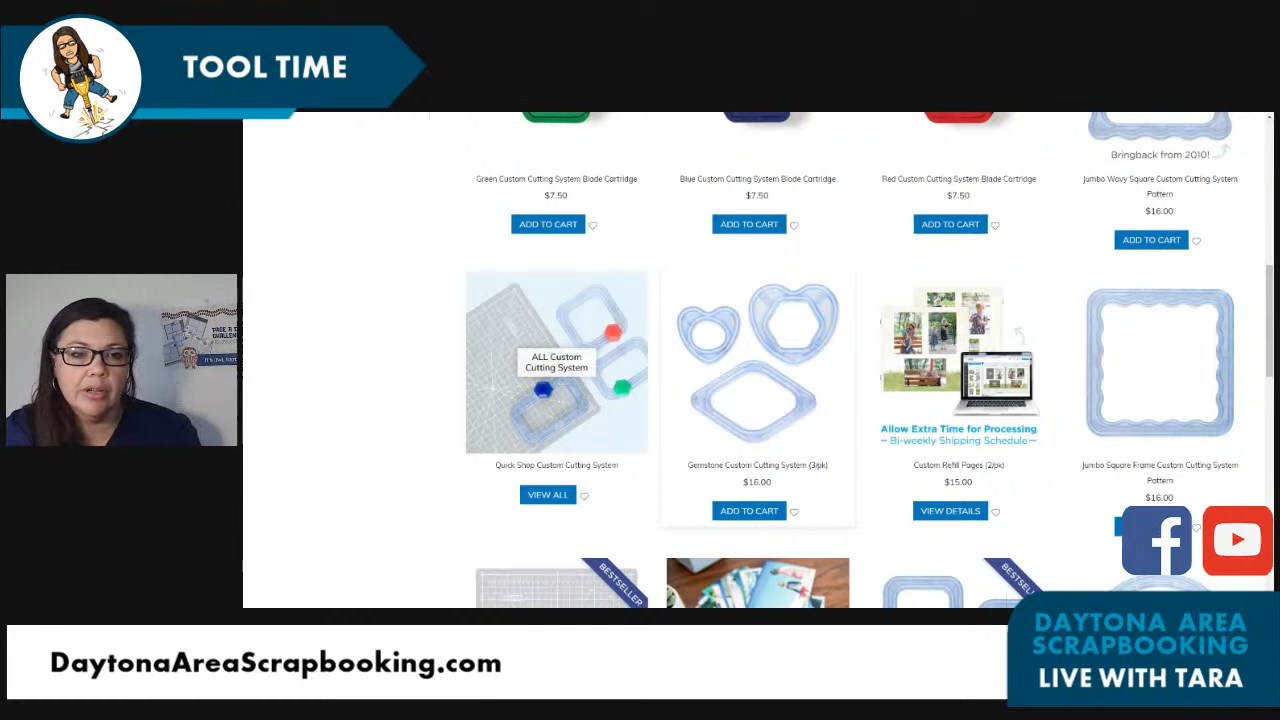 TOOL TIME
Bringback from 2010!
Green Custom Cutting System Blade Cartridge
$7.50
ADD TO CART
Blue Custom Cutting System Blade Cartridge
$7.50
ADD TO CART
Red Custom Cutting System Blade Cartridge
$7.50
ADD TO CART
Jumbo Wavy Square Custom Cutting System
Pattern
$16.00
ADD TO CART
ALL Custom
Cutting System
Quick Shop Custom Cutting System
VIEW ALL
Gemstone Custom Cutting System (3/pk)
$16.00
ADD TO CART
Allow Extra Time for Processing
— Bi-weekly Shipping Schedule —
Custom Refill Pages (2/pk)
$15.00
VIEW DETAILS
Jumbo Square Frame Custom Cutting System
Pattern
$16.00
BESTSELLER
BESTSELL
DaytonaAreaScrapbooking.com
DAYTONA AREA
SCRAPBOOKING
LIVE WITH TARA